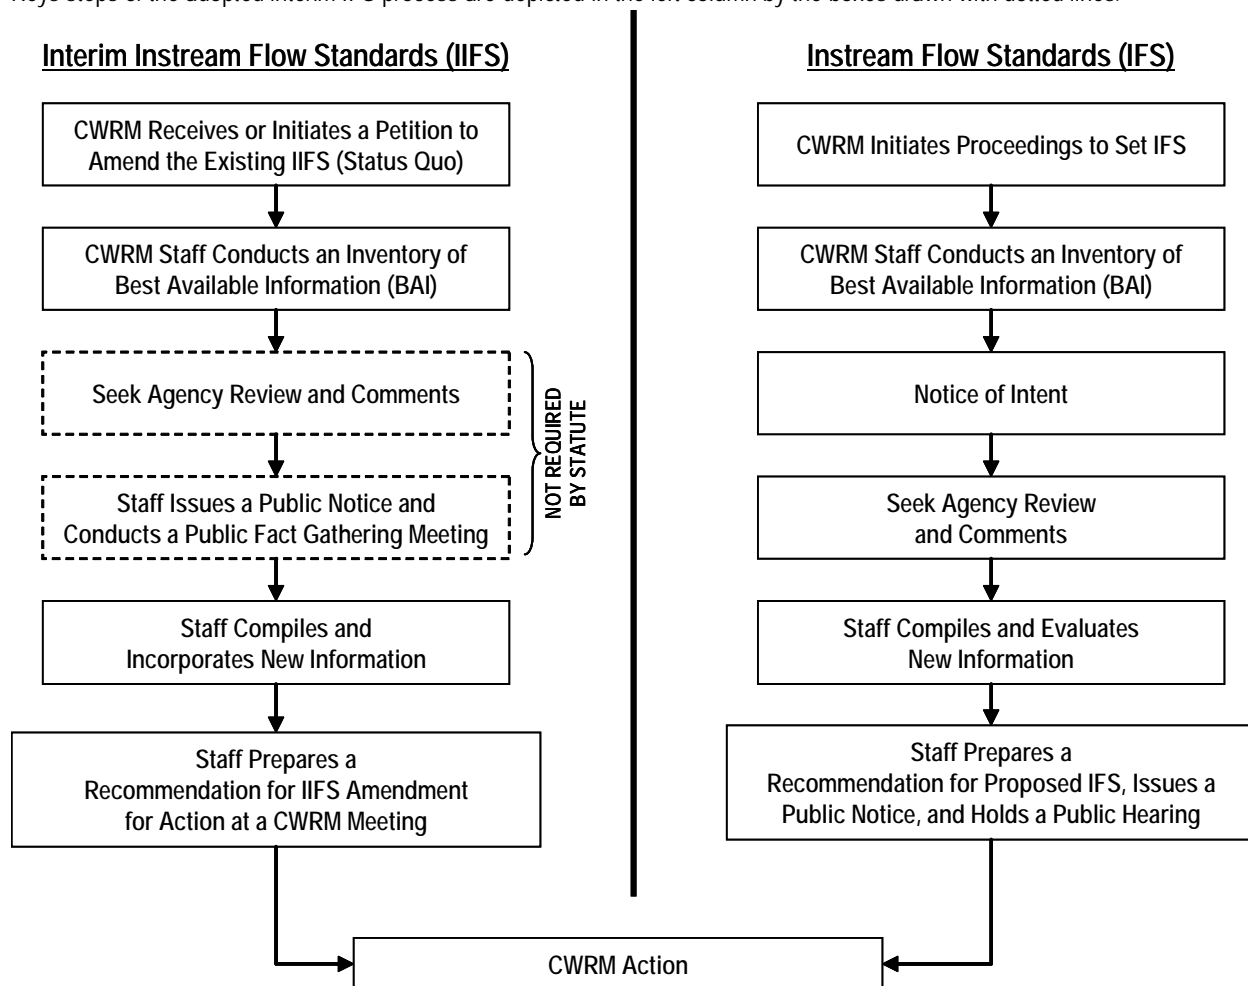 Keys steps of the adopted interim IFS process are depicted in the left column by the boxes drawn with dotted lines.
Interim Instream Flow Standards (IIFS)
CWRM Receives or Initiates a Petition to
Amend the Existing IIFS (Status Quo)
CWRM Staff Conducts an Inventory of
Best Available Information (BAI)
Seek Agency Review and Comments
Staff Issues a Public Notice and
Conducts a Public Fact Gathering Meeting
NOT REQUIRED
BY STATUTE
Staff Compiles and
Incorporates New Information
Staff Prepares a
Recommendation for IIFS Amendment
for Action at a CWRM Meeting
Instream Flow Standards (IFS)
CWRM Initiates Proceedings to Set IFS
CWRM Staff Conducts an Inventory of
Best Available Information (BAI)
Notice of Intent
Seek Agency Review
and Comments
Staff Compiles and Evaluates
New Information
Staff Prepares a
Recommendation for Proposed IFS, Issues a
Public Notice, and Holds a Public Hearing
CWRM Action